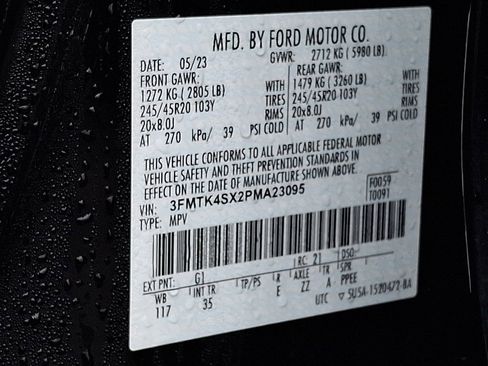 MFD. BY FORD MOTOR CO.
DATE: 05/23 GVWR: 2712 KG ( 5980 LB)
FRONT GAWR: REAR GAWR:
1272 KG ( 2805 LB) WITH 1479 KG ( 3260 LB) WITH
245/45R20 103Y TIRES 245/45R20 103Y TIRES
20x8.0J RIMS 20x8.0J RIMS
AT 270 kPa/ 39 PSI COLD AT 270 kPa/ 39 PSI COLD
THIS VEHICLE CONFORMS TO ALL APPLICABLE FEDERAL MOTOR
VEHICLE SAFETY AND THEFT PREVENTION STANDARDS IN
EFFECT ON THE DATE OF MANUFACTURE SHOWN ABOVE.
VIN: 3FMTK4SX2PMA23095 F0059
TYPE: MPV T0091
EXT PNT: G1 RC: 21 DSO:
WB INT TR TP/PS R AXLE TR SPR
117 35 E ZZ A PPEE
UTC ▽ 5U5A-1520472-BA